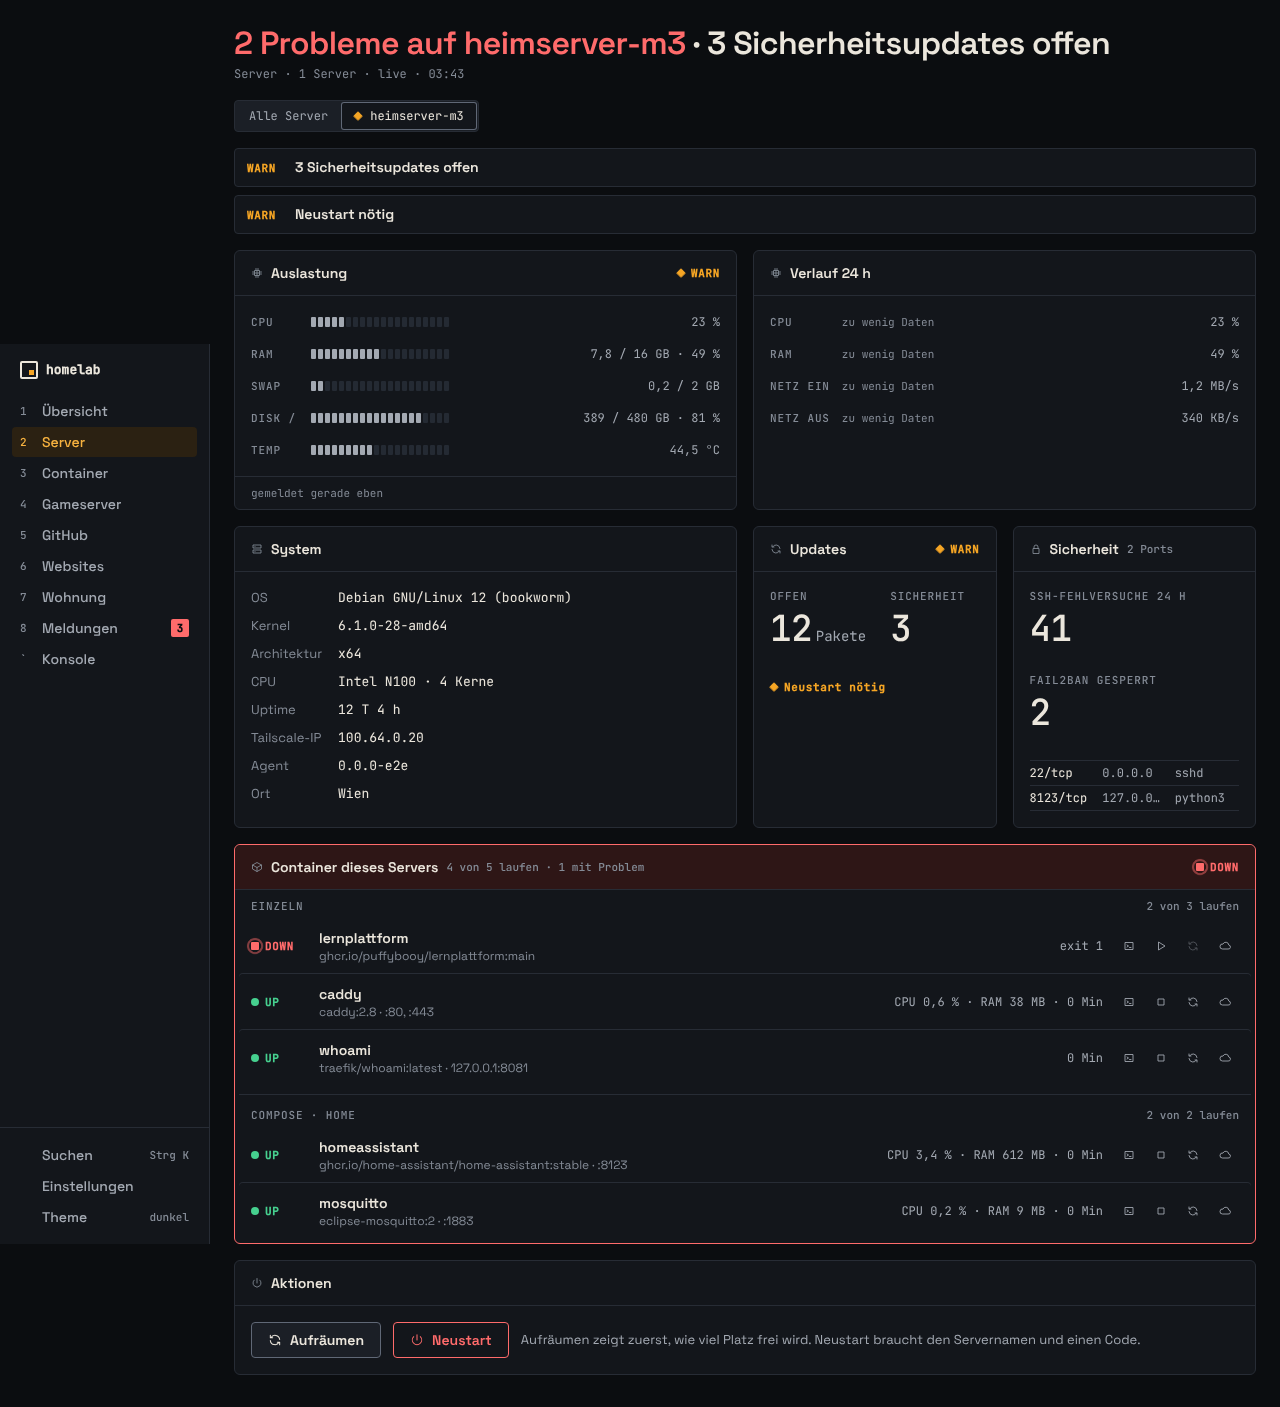 2 Probleme auf heimserver-m3 · 3 Sicherheitsupdates offen
Server · 1 Server · live · 03:43
Alle Server
heimserver-m3
WARN 3 Sicherheitsupdates offen
WARN Neustart nötig
homelab
1 Übersicht
2 Server
3 Container
4 Gameserver
5 GitHub
6 Websites
7 Wohnung
8 Meldungen 3
` Konsole
Suchen Strg K
Einstellungen
Theme dunkel
Auslastung WARN
CPU 23 %
RAM 7,8 / 16 GB · 49 %
SWAP 0,2 / 2 GB
DISK / 389 / 480 GB · 81 %
TEMP 44,5 °C
gemeldet gerade eben
Verlauf 24 h
CPU zu wenig Daten 23 %
RAM zu wenig Daten 49 %
NETZ EIN zu wenig Daten 1,2 MB/s
NETZ AUS zu wenig Daten 340 KB/s
System
OS Debian GNU/Linux 12 (bookworm)
Kernel 6.1.0-28-amd64
Architektur x64
CPU Intel N100 · 4 Kerne
Uptime 12 T 4 h
Tailscale-IP 100.64.0.20
Agent 0.0.0-e2e
Ort Wien
Updates WARN
OFFEN SICHERHEIT
12 Pakete 3
Neustart nötig
Sicherheit 2 Ports
SSH-FEHLVERSUCHE 24 H
41
FAIL2BAN GESPERRT
2
22/tcp 0.0.0.0 sshd
8123/tcp 127.0.0… python3
Container dieses Servers 4 von 5 laufen · 1 mit Problem DOWN
EINZELN 2 von 3 laufen
DOWN lernplattform exit 1
ghcr.io/puffybooy/lernplattform:main
UP caddy CPU 0,6 % · RAM 38 MB · 0 Min
caddy:2.8 · :80, :443
UP whoami 0 Min
traefik/whoami:latest · 127.0.0.1:8081
COMPOSE · HOME 2 von 2 laufen
UP homeassistant CPU 3,4 % · RAM 612 MB · 0 Min
ghcr.io/home-assistant/home-assistant:stable · :8123
UP mosquitto CPU 0,2 % · RAM 9 MB · 0 Min
eclipse-mosquitto:2 · :1883
Aktionen
Aufräumen
Neustart
Aufräumen zeigt zuerst, wie viel Platz frei wird. Neustart braucht den Servernamen und einen Code.